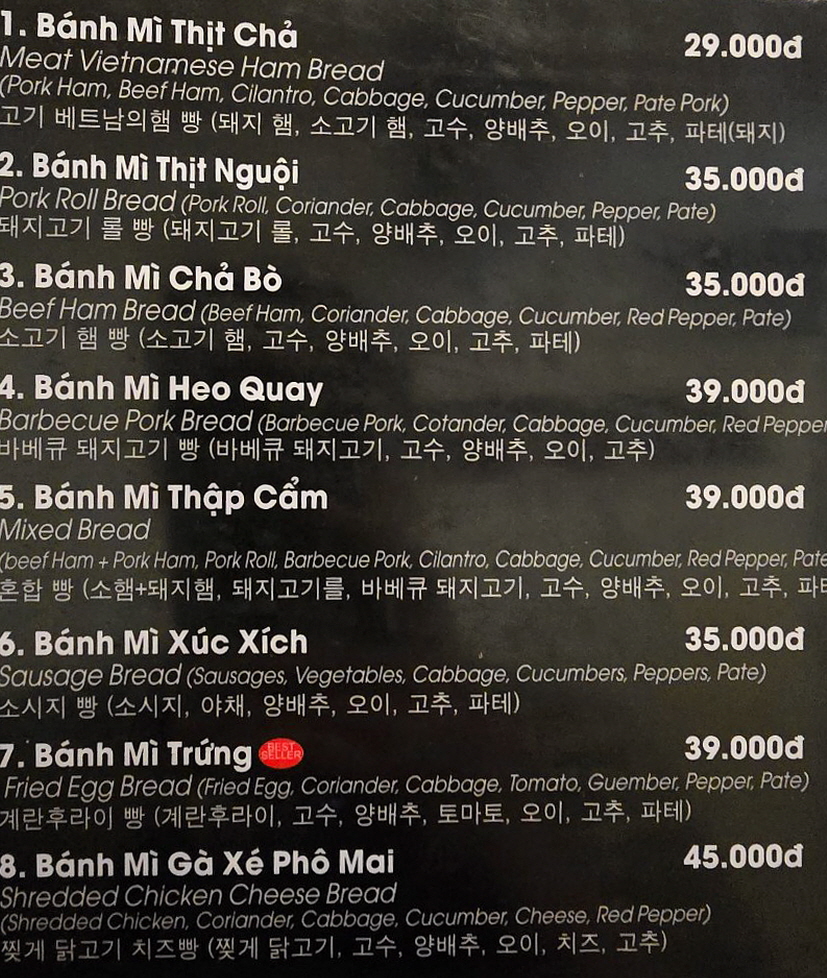 1. Bánh Mì Thịt Chả 29.000đ
Meat Vietnamese Ham Bread
(Pork Ham, Beef Ham, Cilantro, Cabbage, Cucumber, Pepper, Pate Pork)
고기 베트남의햄 빵 (돼지 햄, 소고기 햄, 고수, 양배추, 오이, 고추, 파테(돼지)
2. Bánh Mì Thịt Nguội 35.000đ
Pork Roll Bread (Pork Roll, Coriander, Cabbage, Cucumber, Pepper, Pate)
돼지고기 롤 빵 (돼지고기 롤, 고수, 양배추, 오이, 고추, 파테)
3. Bánh Mì Chả Bò 35.000đ
Beef Ham Bread (Beef Ham, Coriander, Cabbage, Cucumber, Red Pepper, Pate)
소고기 햄 빵 (소고기 햄, 고수, 양배추, 오이, 고추, 파테)
4. Bánh Mì Heo Quay 39.000đ
Barbecue Pork Bread (Barbecue Pork, Cotander, Cabbage, Cucumber, Red Pepper
바베큐 돼지고기 빵 (바베큐 돼지고기, 고수, 양배추, 오이, 고추)
5. Bánh Mì Thập Cẩm 39.000đ
Mixed Bread
(beef Ham + Pork Ham, Pork Roll, Barbecue Pork, Cilantro, Cabbage, Cucumber, Red Pepper, Pate
혼합 빵 (소햄+돼지햄, 돼지고기롤, 바베큐 돼지고기, 고수, 양배추, 오이, 고추, 파테
6. Bánh Mì Xúc Xích 35.000đ
Sausage Bread (Sausages, Vegetables, Cabbage, Cucumbers, Peppers, Pate)
소시지 빵 (소시지, 야채, 양배추, 오이, 고추, 파테)
7. Bánh Mì Trứng BEST SELLER 39.000đ
Fried Egg Bread (Fried Egg, Coriander, Cabbage, Tomato, Guember, Pepper, Pate)
계란후라이 빵 (계란후라이, 고수, 양배추, 토마토, 오이, 고추, 파테)
8. Bánh Mì Gà Xé Phô Mai 45.000đ
Shredded Chicken Cheese Bread
(Shredded Chicken, Coriander, Cabbage, Cucumber, Cheese, Red Pepper)
찢게 닭고기 치즈빵 (찢게 닭고기, 고수, 양배추, 오이, 치즈, 고추)